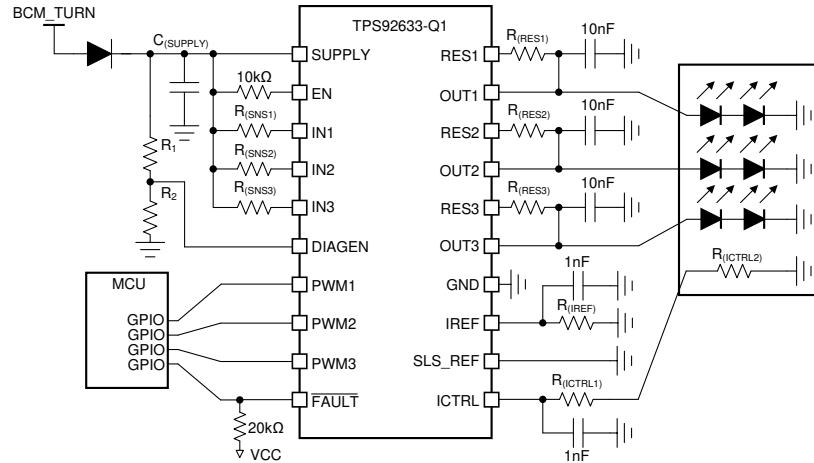 BCM_TURN
C(SUPPLY)
TPS92633-Q1
SUPPLY
10kΩ
EN
R(SNS1)
IN1
R(SNS2)
IN2
R(SNS3)
IN3
R1
R2
DIAGEN
MCU
GPIO
GPIO
GPIO
GPIO
PWM1
PWM2
PWM3
FAULT
20kΩ
VCC
RES1
R(RES1)
10nF
OUT1
RES2
R(RES2)
10nF
OUT2
RES3
R(RES3)
10nF
OUT3
GND
1nF
IREF
R(IREF)
SLS_REF
ICTRL
R(ICTRL1)
1nF
R(ICTRL2)